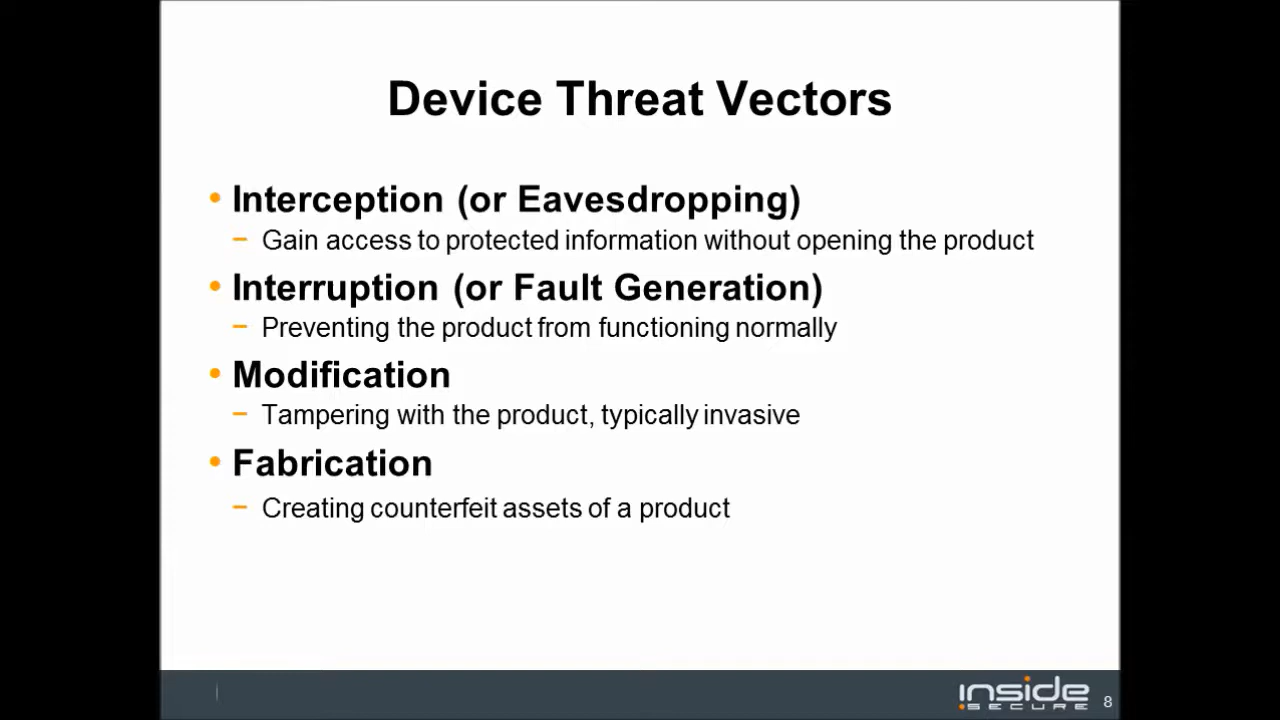 Device Threat Vectors
• Interception (or Eavesdropping)
– Gain access to protected information without opening the product
• Interruption (or Fault Generation)
– Preventing the product from functioning normally
• Modification
– Tampering with the product, typically invasive
• Fabrication
– Creating counterfeit assets of a product
inside
SECURE
8